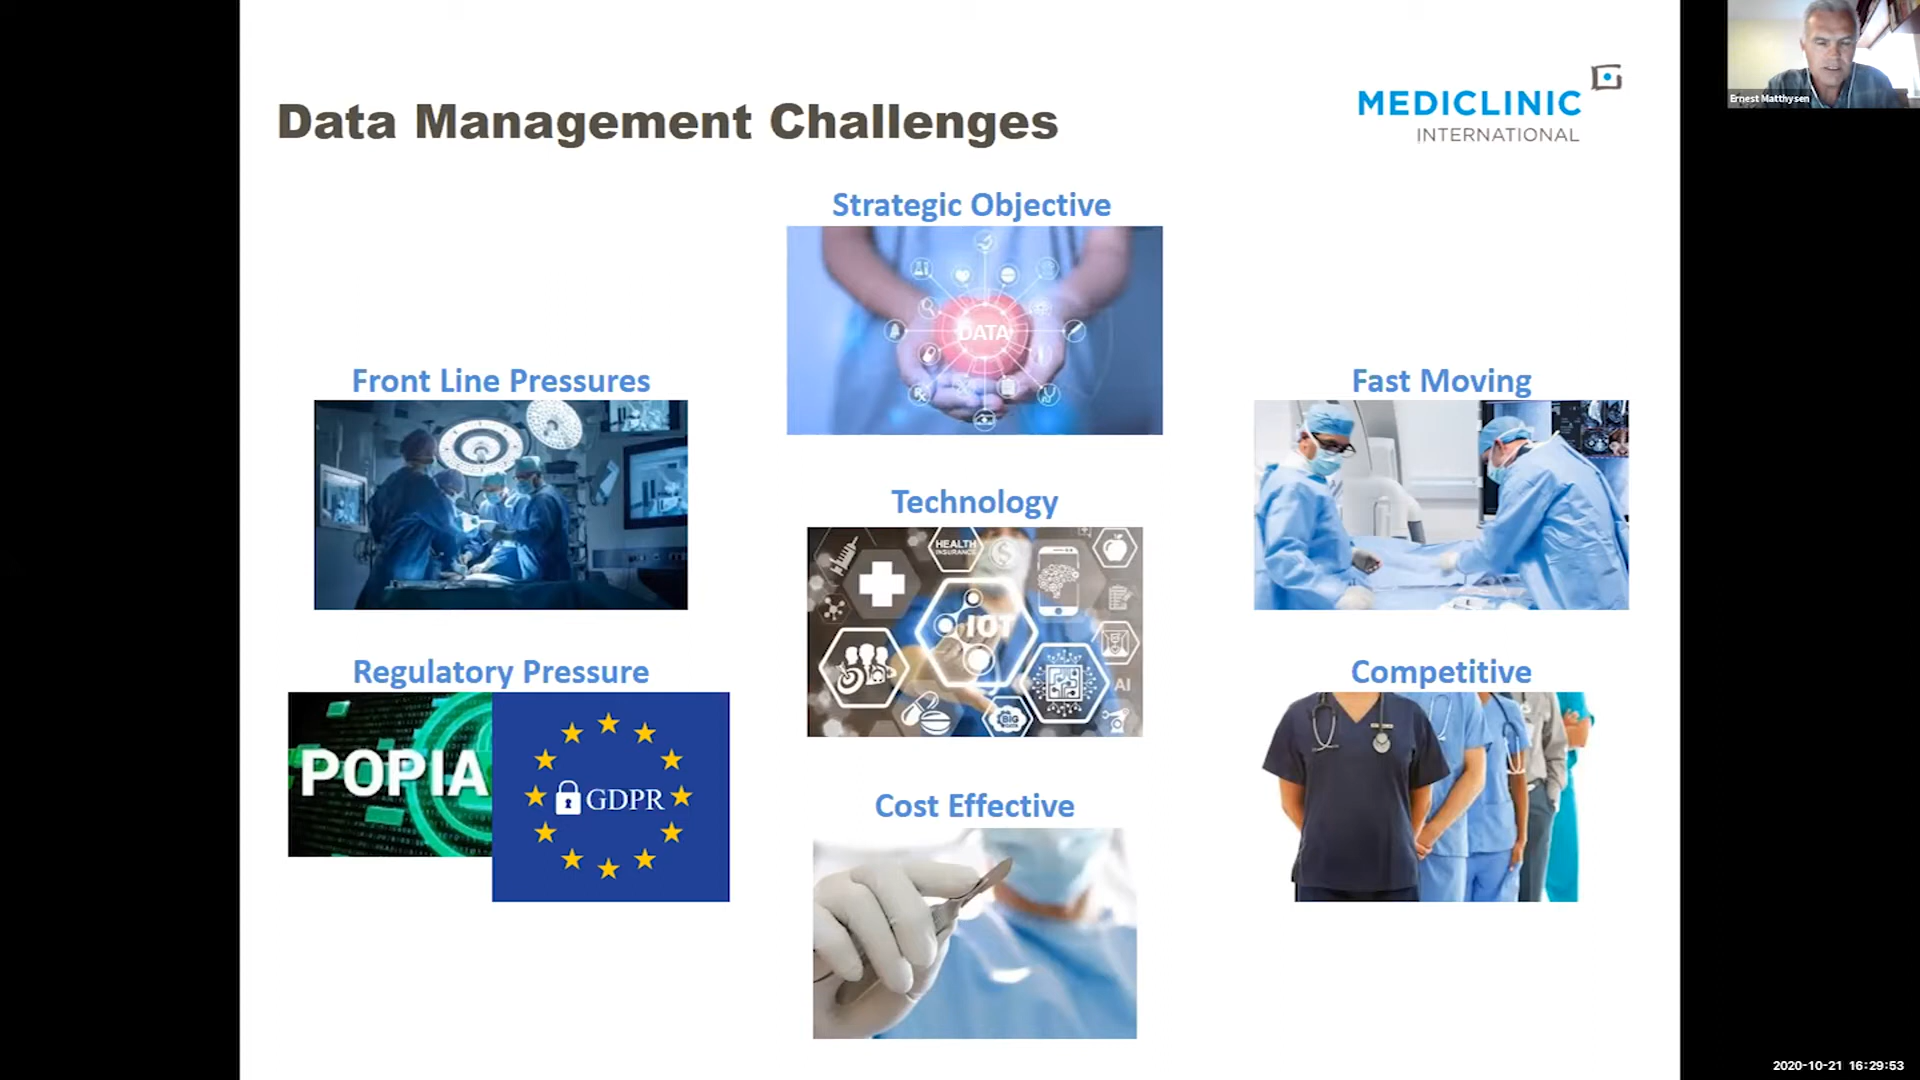 Data Management Challenges
MEDICLINIC
INTERNATIONAL
Ernest Matthysen
Strategic Objective
DATA
Front Line Pressures
Fast Moving
Technology
HEALTH
INSURANCE
IOT
AI
BIG
DATA
Regulatory Pressure
POPIA
GDPR
Competitive
Cost Effective
2020-10-21 16:29:53